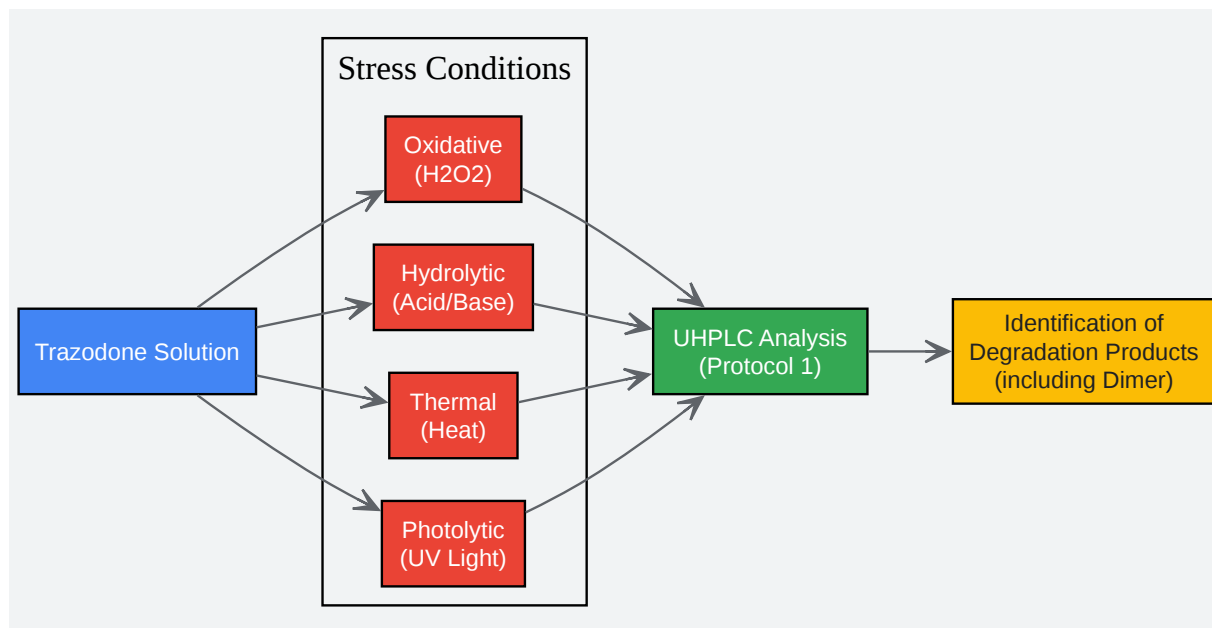 Stress Conditions
Oxidative
(H2O2)
Hydrolytic
(Acid/Base)
Trazodone Solution
Thermal
(Heat)
Photolytic
(UV Light)
UHPLC Analysis
(Protocol 1)
Identification of
Degradation Products
(including Dimer)